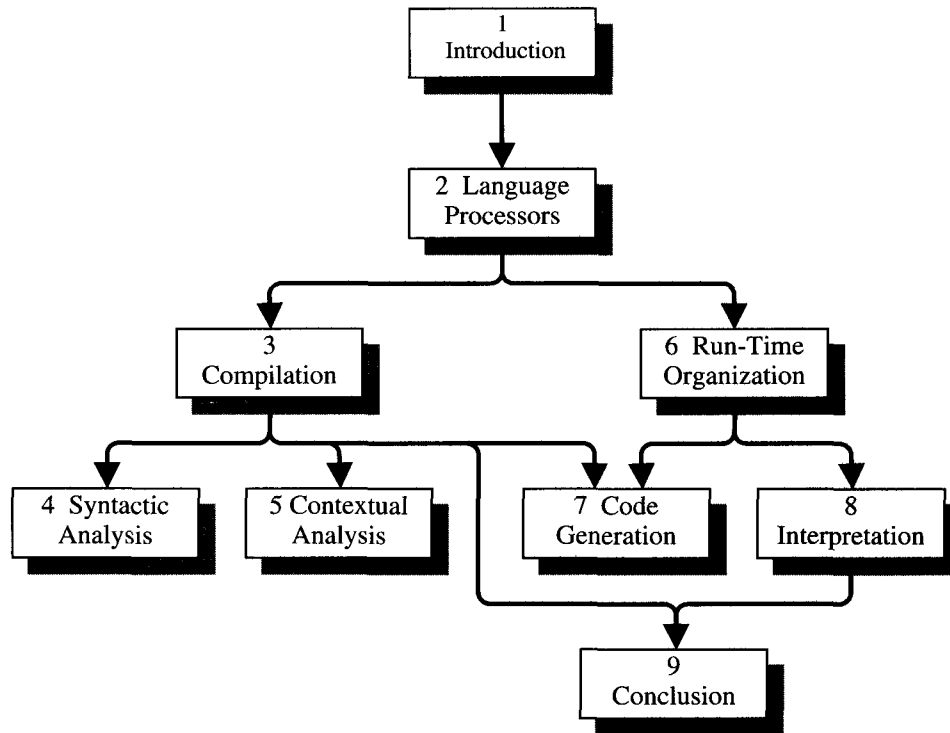 1
Introduction
2 Language
Processors
3
Compilation
6 Run-Time
Organization
4 Syntactic
Analysis
5 Contextual
Analysis
7 Code
Generation
8
Interpretation
9
Conclusion